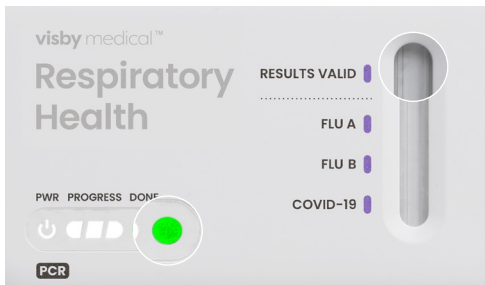 visby medical™
Respiratory
Health
RESULTS VALID
FLU A
FLU B
COVID-19
PWR PROGRESS DONE
PCR